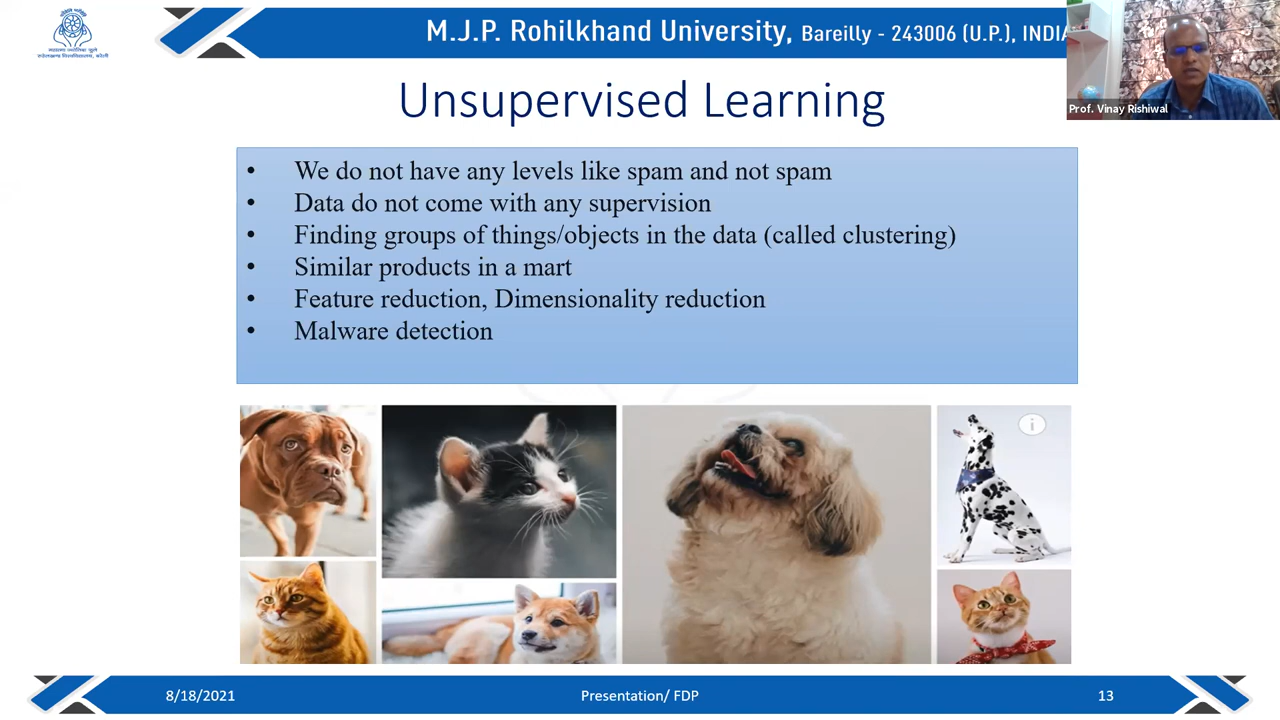 M.J.P. Rohilkhand University, Bareilly - 243006 (U.P.), INDIA
Prof. Vinay Rishiwal
Unsupervised Learning
• We do not have any levels like spam and not spam
• Data do not come with any supervision
• Finding groups of things/objects in the data (called clustering)
• Similar products in a mart
• Feature reduction, Dimensionality reduction
• Malware detection
i
8/18/2021
Presentation/ FDP
13